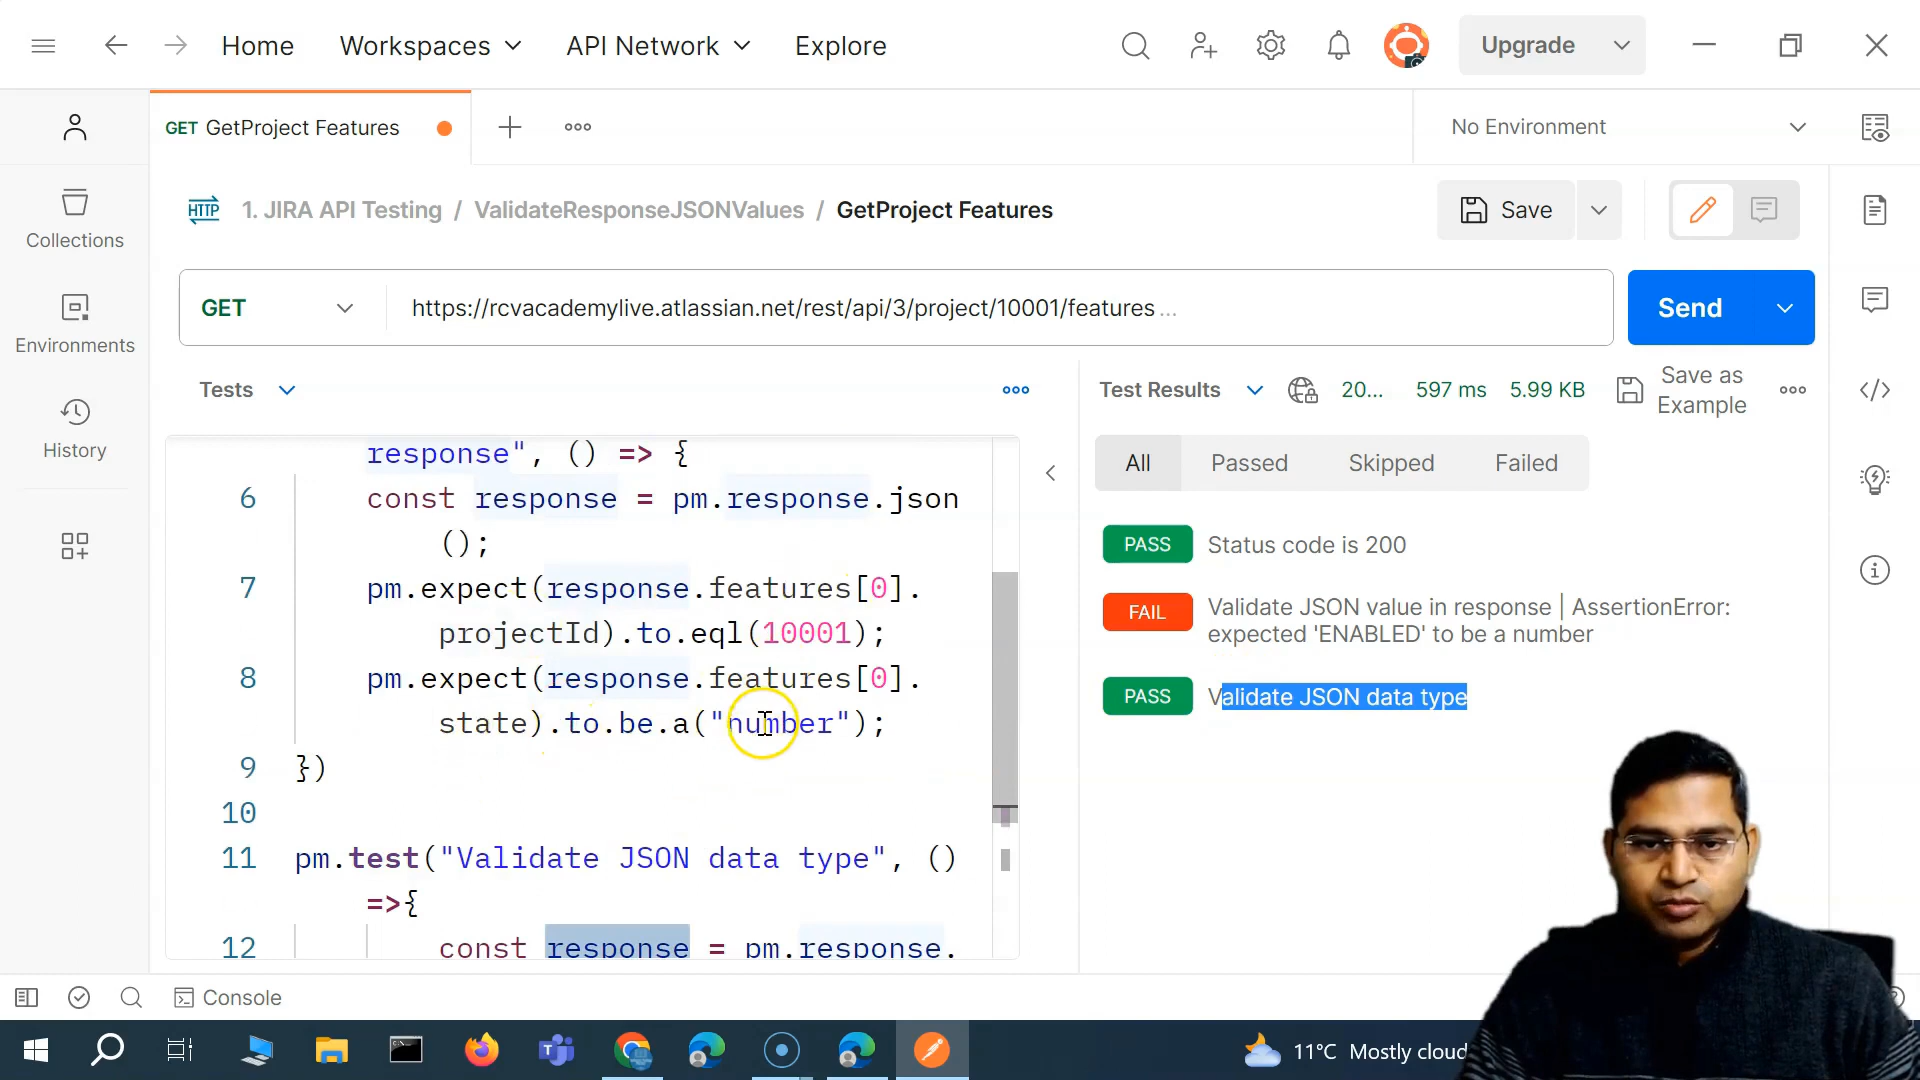 Home Workspaces API Network Explore Upgrade
GET GetProject Features No Environment
HTTP 1. JIRA API Testing / ValidateResponseJSONValues / GetProject Features Save
Collections
GET https://rcvacademylive.atlassian.net/rest/api/3/project/10001/features ... Send
Environments
Tests Test Results 20... 597 ms 5.99 KB Save as Example
History
All Passed Skipped Failed
response", () => {
6 const response = pm.response.json
();
7 pm.expect(response.features[0].
projectId).to.eql(10001);
8 pm.expect(response.features[0].
state).to.be.a("number");
9 })
10
11 pm.test("Validate JSON data type", ()
=>{
12 const response = pm.response.
PASS Status code is 200
FAIL Validate JSON value in response | AssertionError:
expected 'ENABLED' to be a number
PASS Validate JSON data type
Console
11°C Mostly cloud